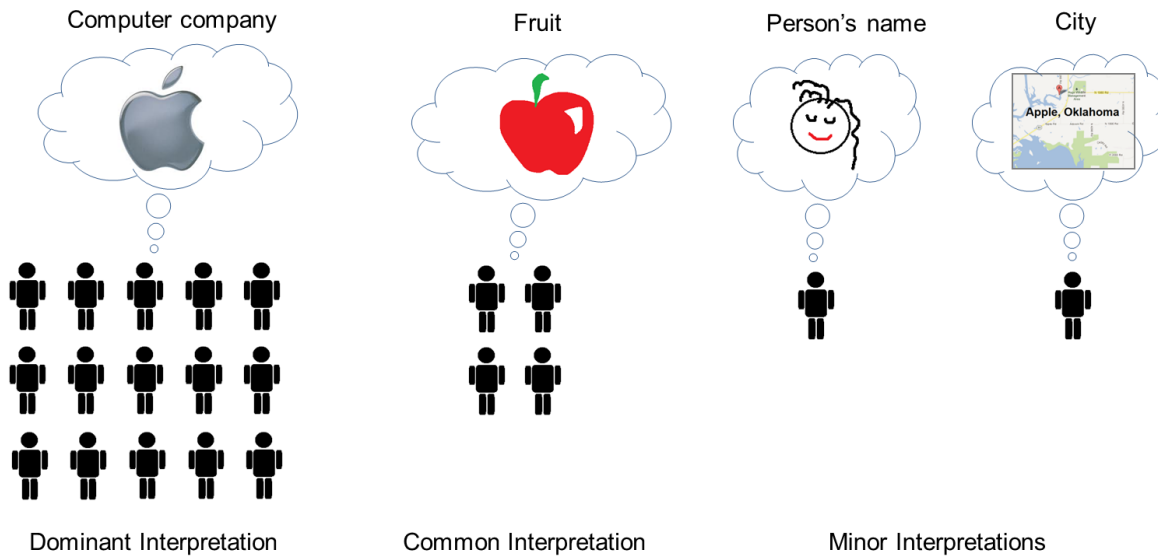 Computer company
Fruit
Person's name
City
Apple, Oklahoma
Dominant Interpretation
Common Interpretation
Minor Interpretations